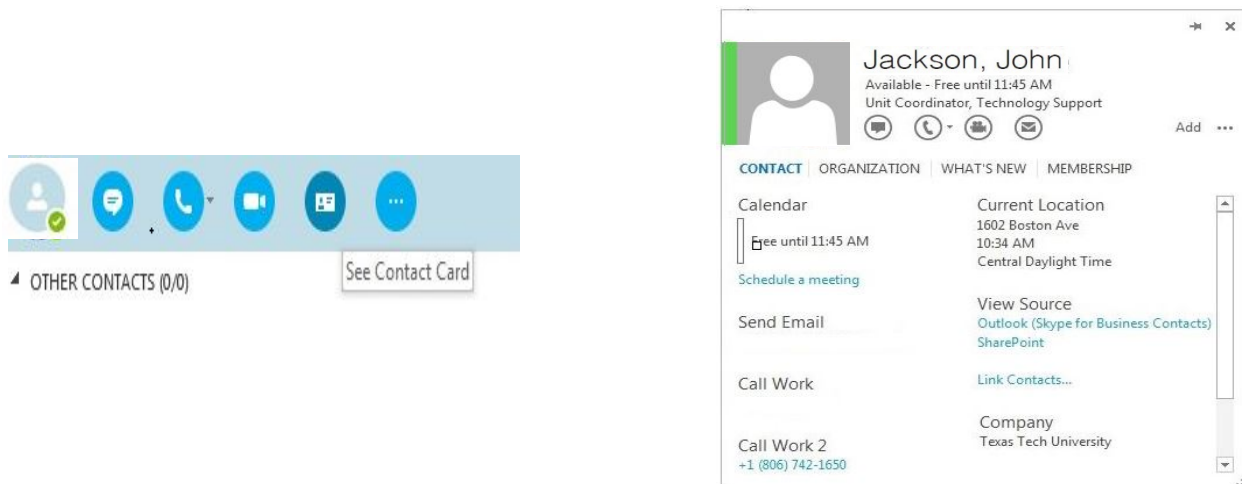 See Contact Card
OTHER CONTACTS (0/0)
Jackson, John
Available - Free until 11:45 AM
Unit Coordinator, Technology Support
Add
CONTACT ORGANIZATION WHAT'S NEW MEMBERSHIP
Calendar
Free until 11:45 AM
Schedule a meeting
Send Email
Call Work
Call Work 2
+1 (806) 742-1650
Current Location
1602 Boston Ave
10:34 AM
Central Daylight Time
View Source
Outlook (Skype for Business Contacts)
SharePoint
Link Contacts...
Company
Texas Tech University